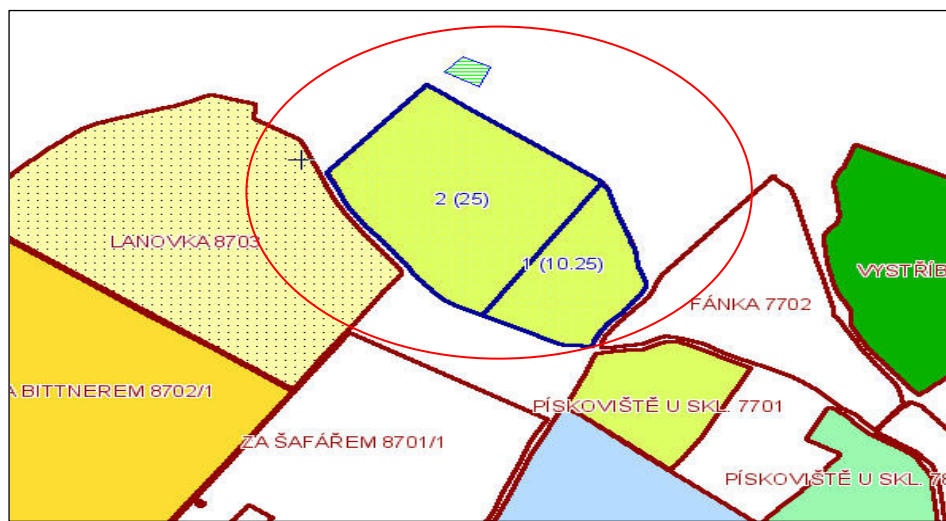 2 (25)
LANOVKA 8703
1 (10.25)
VYSTŘÍB
FÁNKA 7702
A BITTNEREM 8702/1
PÍSKOVIŠTĚ U SKL. 7701
ZA ŠAFÁŘEM 8701/1
PÍSKOVIŠTĚ U SKL. 78